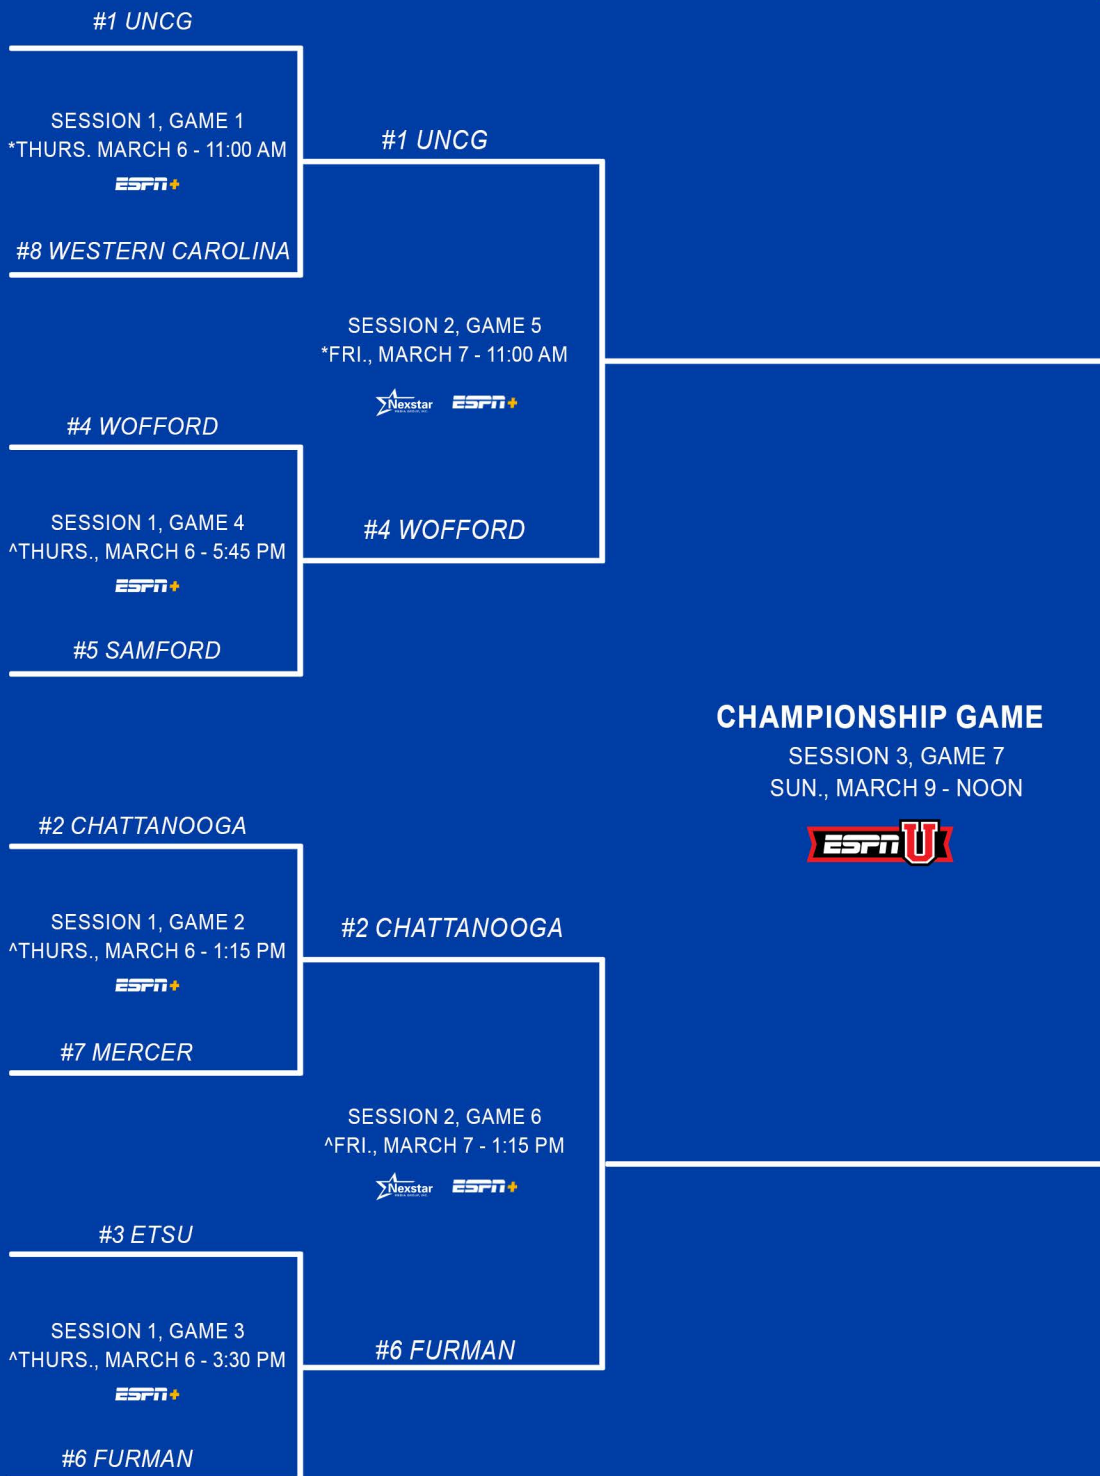 #1 UNCG
SESSION 1, GAME 1
*THURS. MARCH 6 - 11:00 AM
ESPN+
#8 WESTERN CAROLINA
#1 UNCG
SESSION 2, GAME 5
*FRI., MARCH 7 - 11:00 AM
Nexstar ESPN+
#4 WOFFORD
SESSION 1, GAME 4
^THURS., MARCH 6 - 5:45 PM
ESPN+
#5 SAMFORD
#4 WOFFORD
CHAMPIONSHIP GAME
SESSION 3, GAME 7
SUN., MARCH 9 - NOON
ESPN U
#2 CHATTANOOGA
SESSION 1, GAME 2
^THURS., MARCH 6 - 1:15 PM
ESPN+
#7 MERCER
#2 CHATTANOOGA
SESSION 2, GAME 6
^FRI., MARCH 7 - 1:15 PM
Nexstar ESPN+
#3 ETSU
SESSION 1, GAME 3
^THURS., MARCH 6 - 3:30 PM
ESPN+
#6 FURMAN
#6 FURMAN